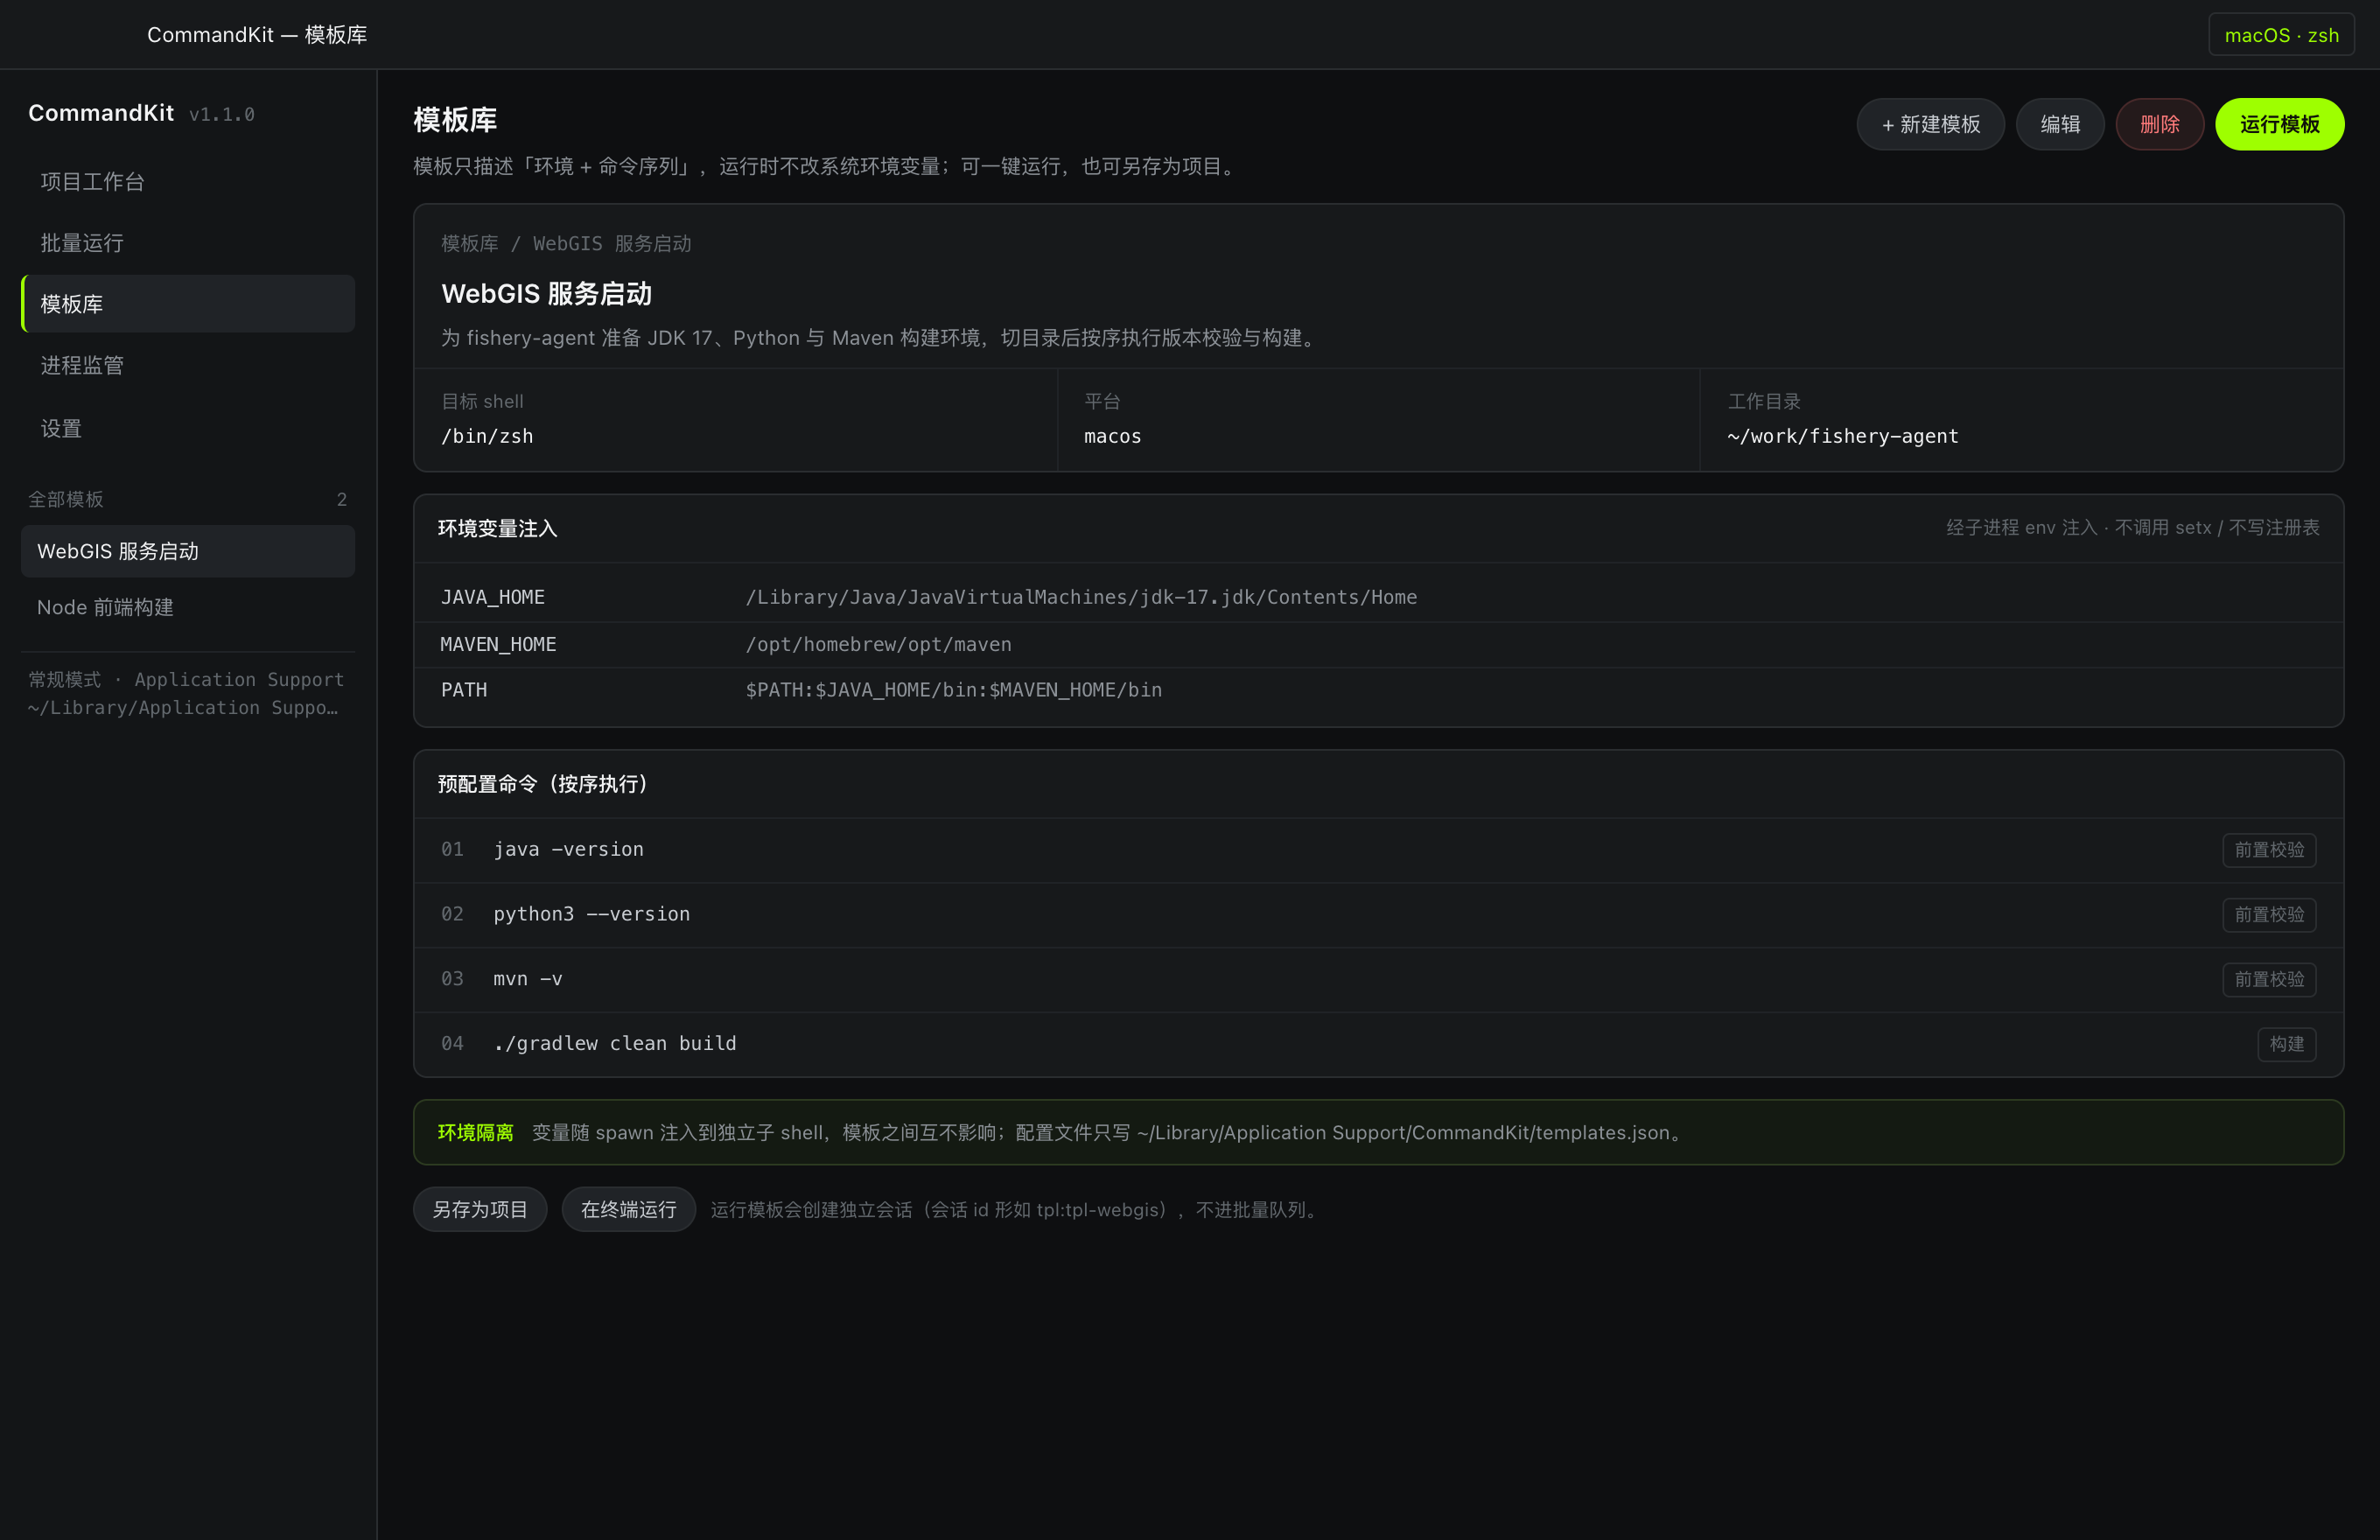 CommandKit — 模板库
macOS · zsh
CommandKit v1.1.0
项目工作台
批量运行
模板库
进程监管
设置
全部模板 2
WebGIS 服务启动
Node 前端构建
常规模式 · Application Support
~/Library/Application Suppo…
模板库
+ 新建模板 编辑 删除 运行模板
模板只描述「环境 + 命令序列」，运行时不改系统环境变量；可一键运行，也可另存为项目。
模板库 / WebGIS 服务启动
WebGIS 服务启动
为 fishery-agent 准备 JDK 17、Python 与 Maven 构建环境，切目录后按序执行版本校验与构建。
目标 shell
/bin/zsh
平台
macos
工作目录
~/work/fishery-agent
环境变量注入 经子进程 env 注入 · 不调用 setx / 不写注册表
JAVA_HOME /Library/Java/JavaVirtualMachines/jdk-17.jdk/Contents/Home
MAVEN_HOME /opt/homebrew/opt/maven
PATH $PATH:$JAVA_HOME/bin:$MAVEN_HOME/bin
预配置命令（按序执行）
01 java -version 前置校验
02 python3 --version 前置校验
03 mvn -v 前置校验
04 ./gradlew clean build 构建
环境隔离 变量随 spawn 注入到独立子 shell，模板之间互不影响；配置文件只写 ~/Library/Application Support/CommandKit/templates.json。
另存为项目 在终端运行 运行模板会创建独立会话（会话 id 形如 tpl:tpl-webgis），不进批量队列。